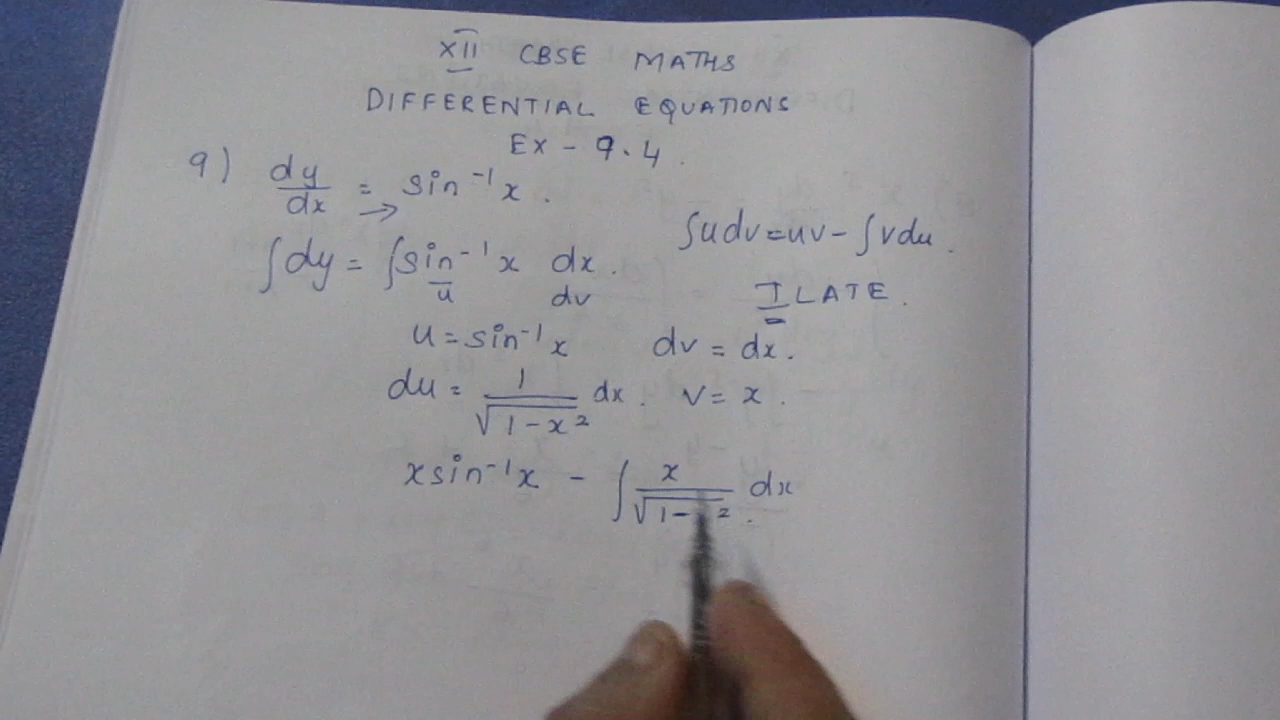 XII CBSE MATHS
DIFFERENTIAL EQUATIONS
EX - 9.4.
9) dy/dx = sin⁻¹x.
∫dy = ∫sin⁻¹x dx.
u dv
∫udv = uv - ∫vdu.
ILATE.
u = sin⁻¹x dv = dx.
du = 1/√(1-x²) dx. v = x.
x sin⁻¹x - ∫ x/√(1- ²) dx.